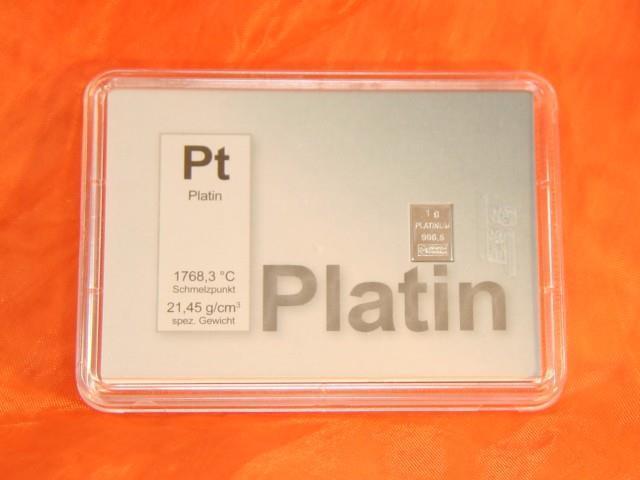 Pt
Platin
1768,3 °C
Schmelzpunkt
21,45 g/cm³
spez. Gewicht
Platin
1 g
PLATINUM
999,5